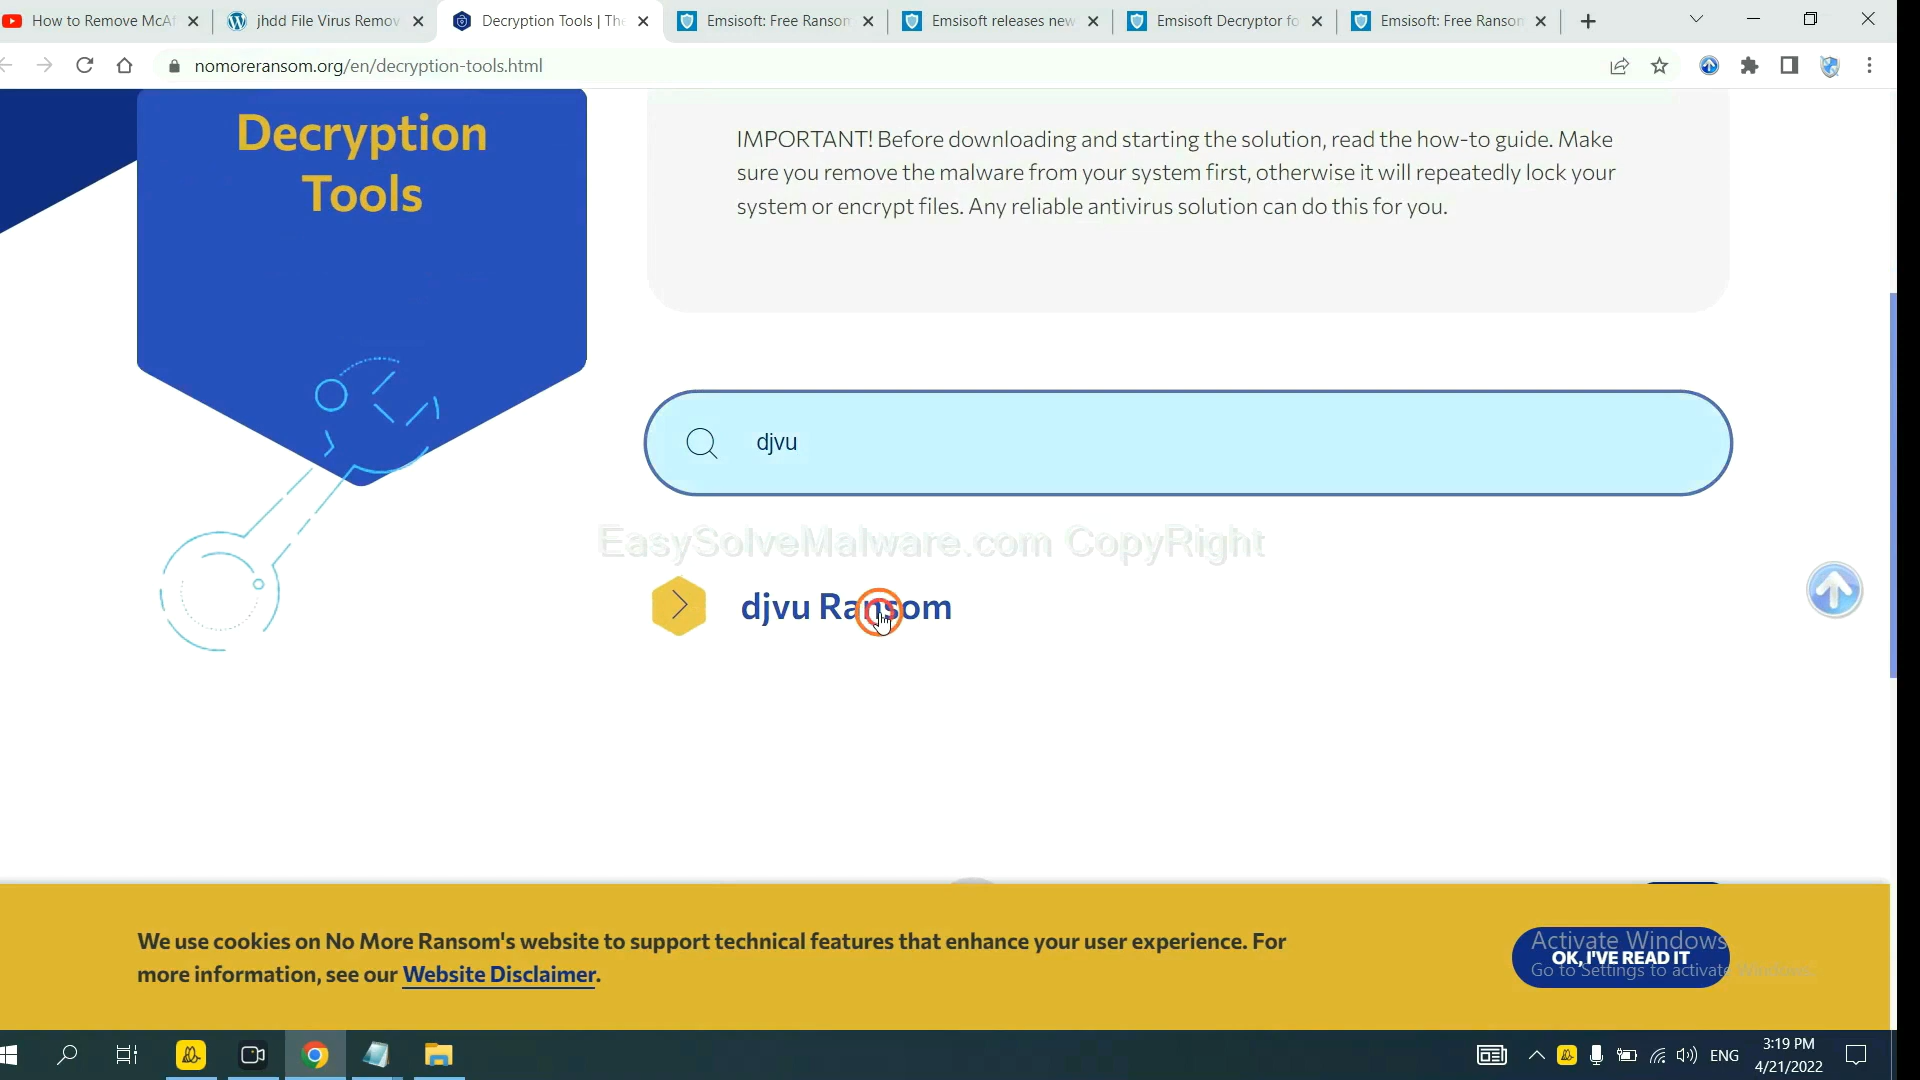 How to Remove McAf
jhdd File Virus Remov
Decryption Tools | The
Emsisoft: Free Ransom
Emsisoft releases new
Emsisoft Decryptor fo
Emsisoft: Free Ransom
nomoreransom.org/en/decryption-tools.html
Decryption
Tools
IMPORTANT! Before downloading and starting the solution, read the how-to guide. Make
sure you remove the malware from your system first, otherwise it will repeatedly lock your
system or encrypt files. Any reliable antivirus solution can do this for you.
djvu
EasySolveMalware.com CopyRight
djvu Ransom
We use cookies on No More Ransom's website to support technical features that enhance your user experience. For
more information, see our Website Disclaimer.
Activate Windows
OK, I'VE READ IT
Go to Settings to activate Windows.
ENG
3:19 PM
4/21/2022